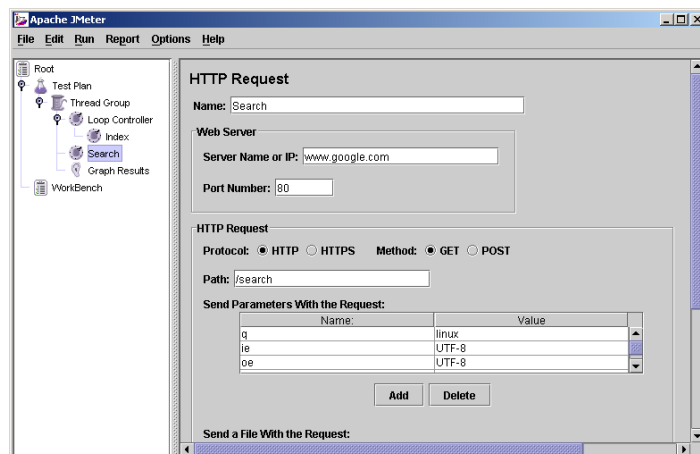 Apache JMeter
File Edit Run Report Options Help
Root
Test Plan
Thread Group
Loop Controller
Index
Search
Graph Results
WorkBench
HTTP Request
Name: Search
Web Server
Server Name or IP: www.google.com
Port Number: 80
HTTP Request
Protocol: HTTP HTTPS Method: GET POST
Path: /search
Send Parameters With the Request:
Name: Value
q linux
ie UTF-8
oe UTF-8
Add Delete
Send a File With the Request: